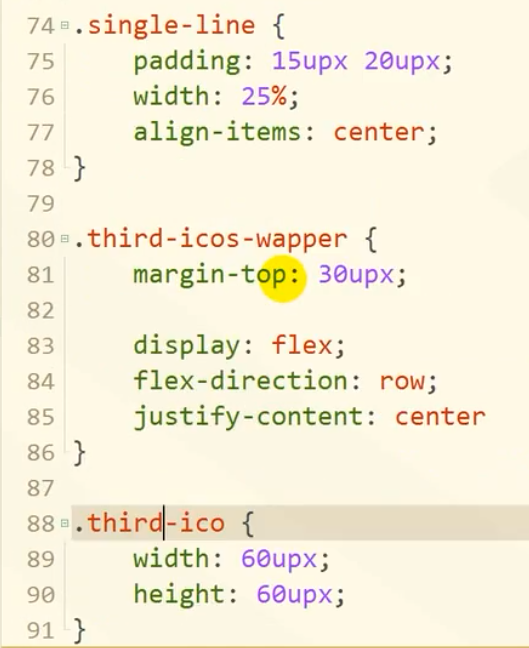 74 .single-line {
75 padding: 15upx 20upx;
76 width: 25%;
77 align-items: center;
78 }
79
80 .third-icos-wapper {
81 margin-top: 30upx;
82
83 display: flex;
84 flex-direction: row;
85 justify-content: center
86 }
87
88 .third-ico {
89 width: 60upx;
90 height: 60upx;
91 }